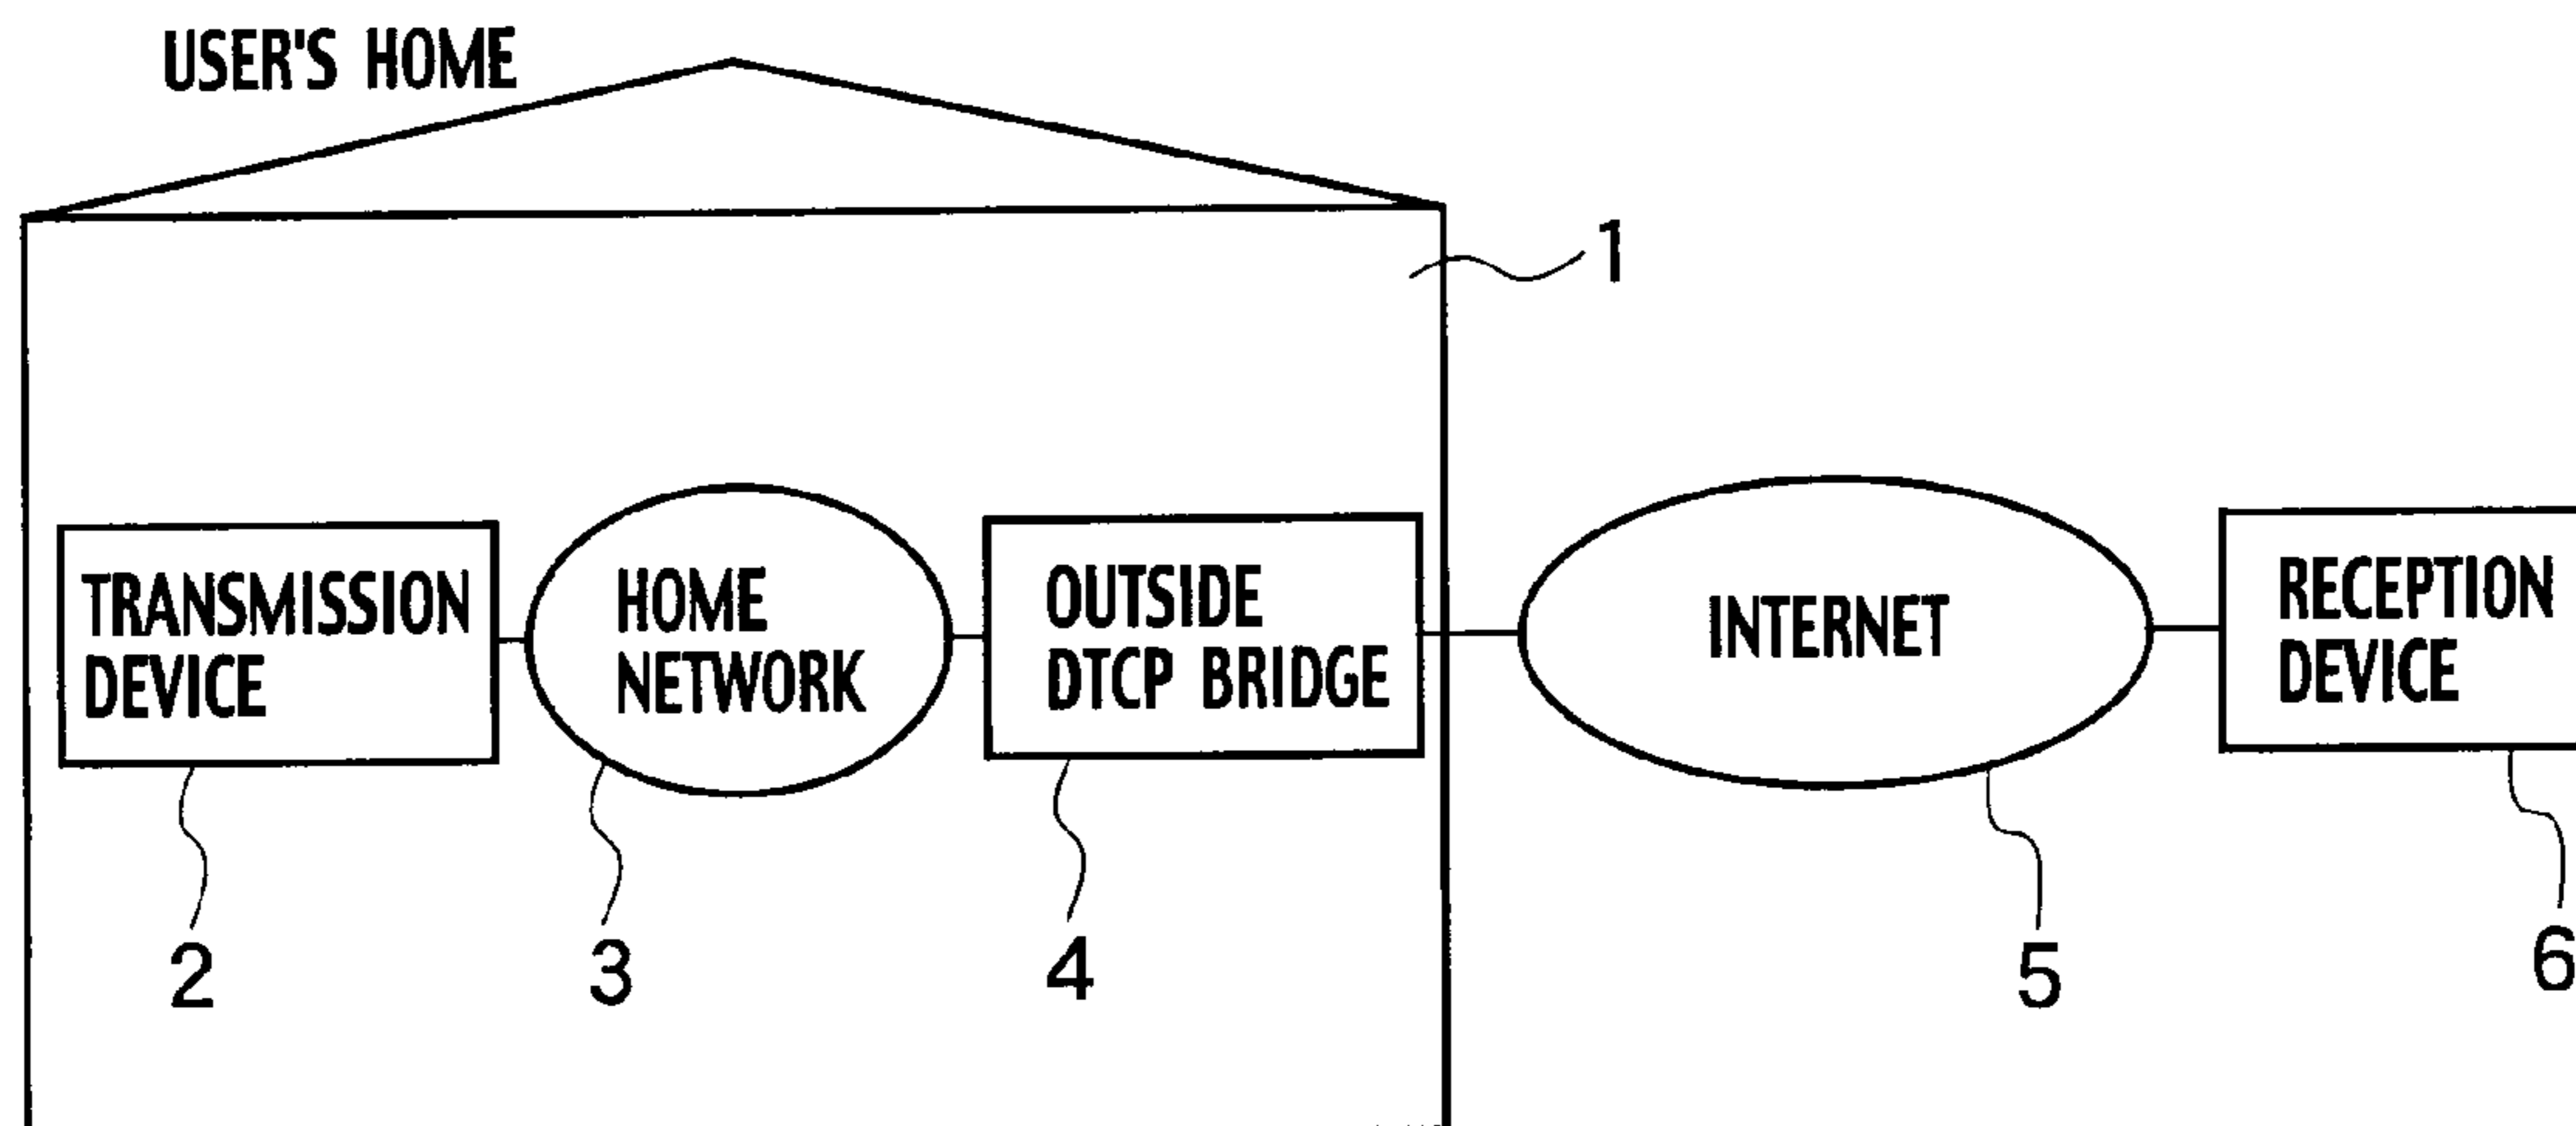 USER'S HOME
1
TRANSMISSION
DEVICE
HOME
NETWORK
OUTSIDE
DTCP BRIDGE
INTERNET
RECEPTION
DEVICE
2
3
4
5
6